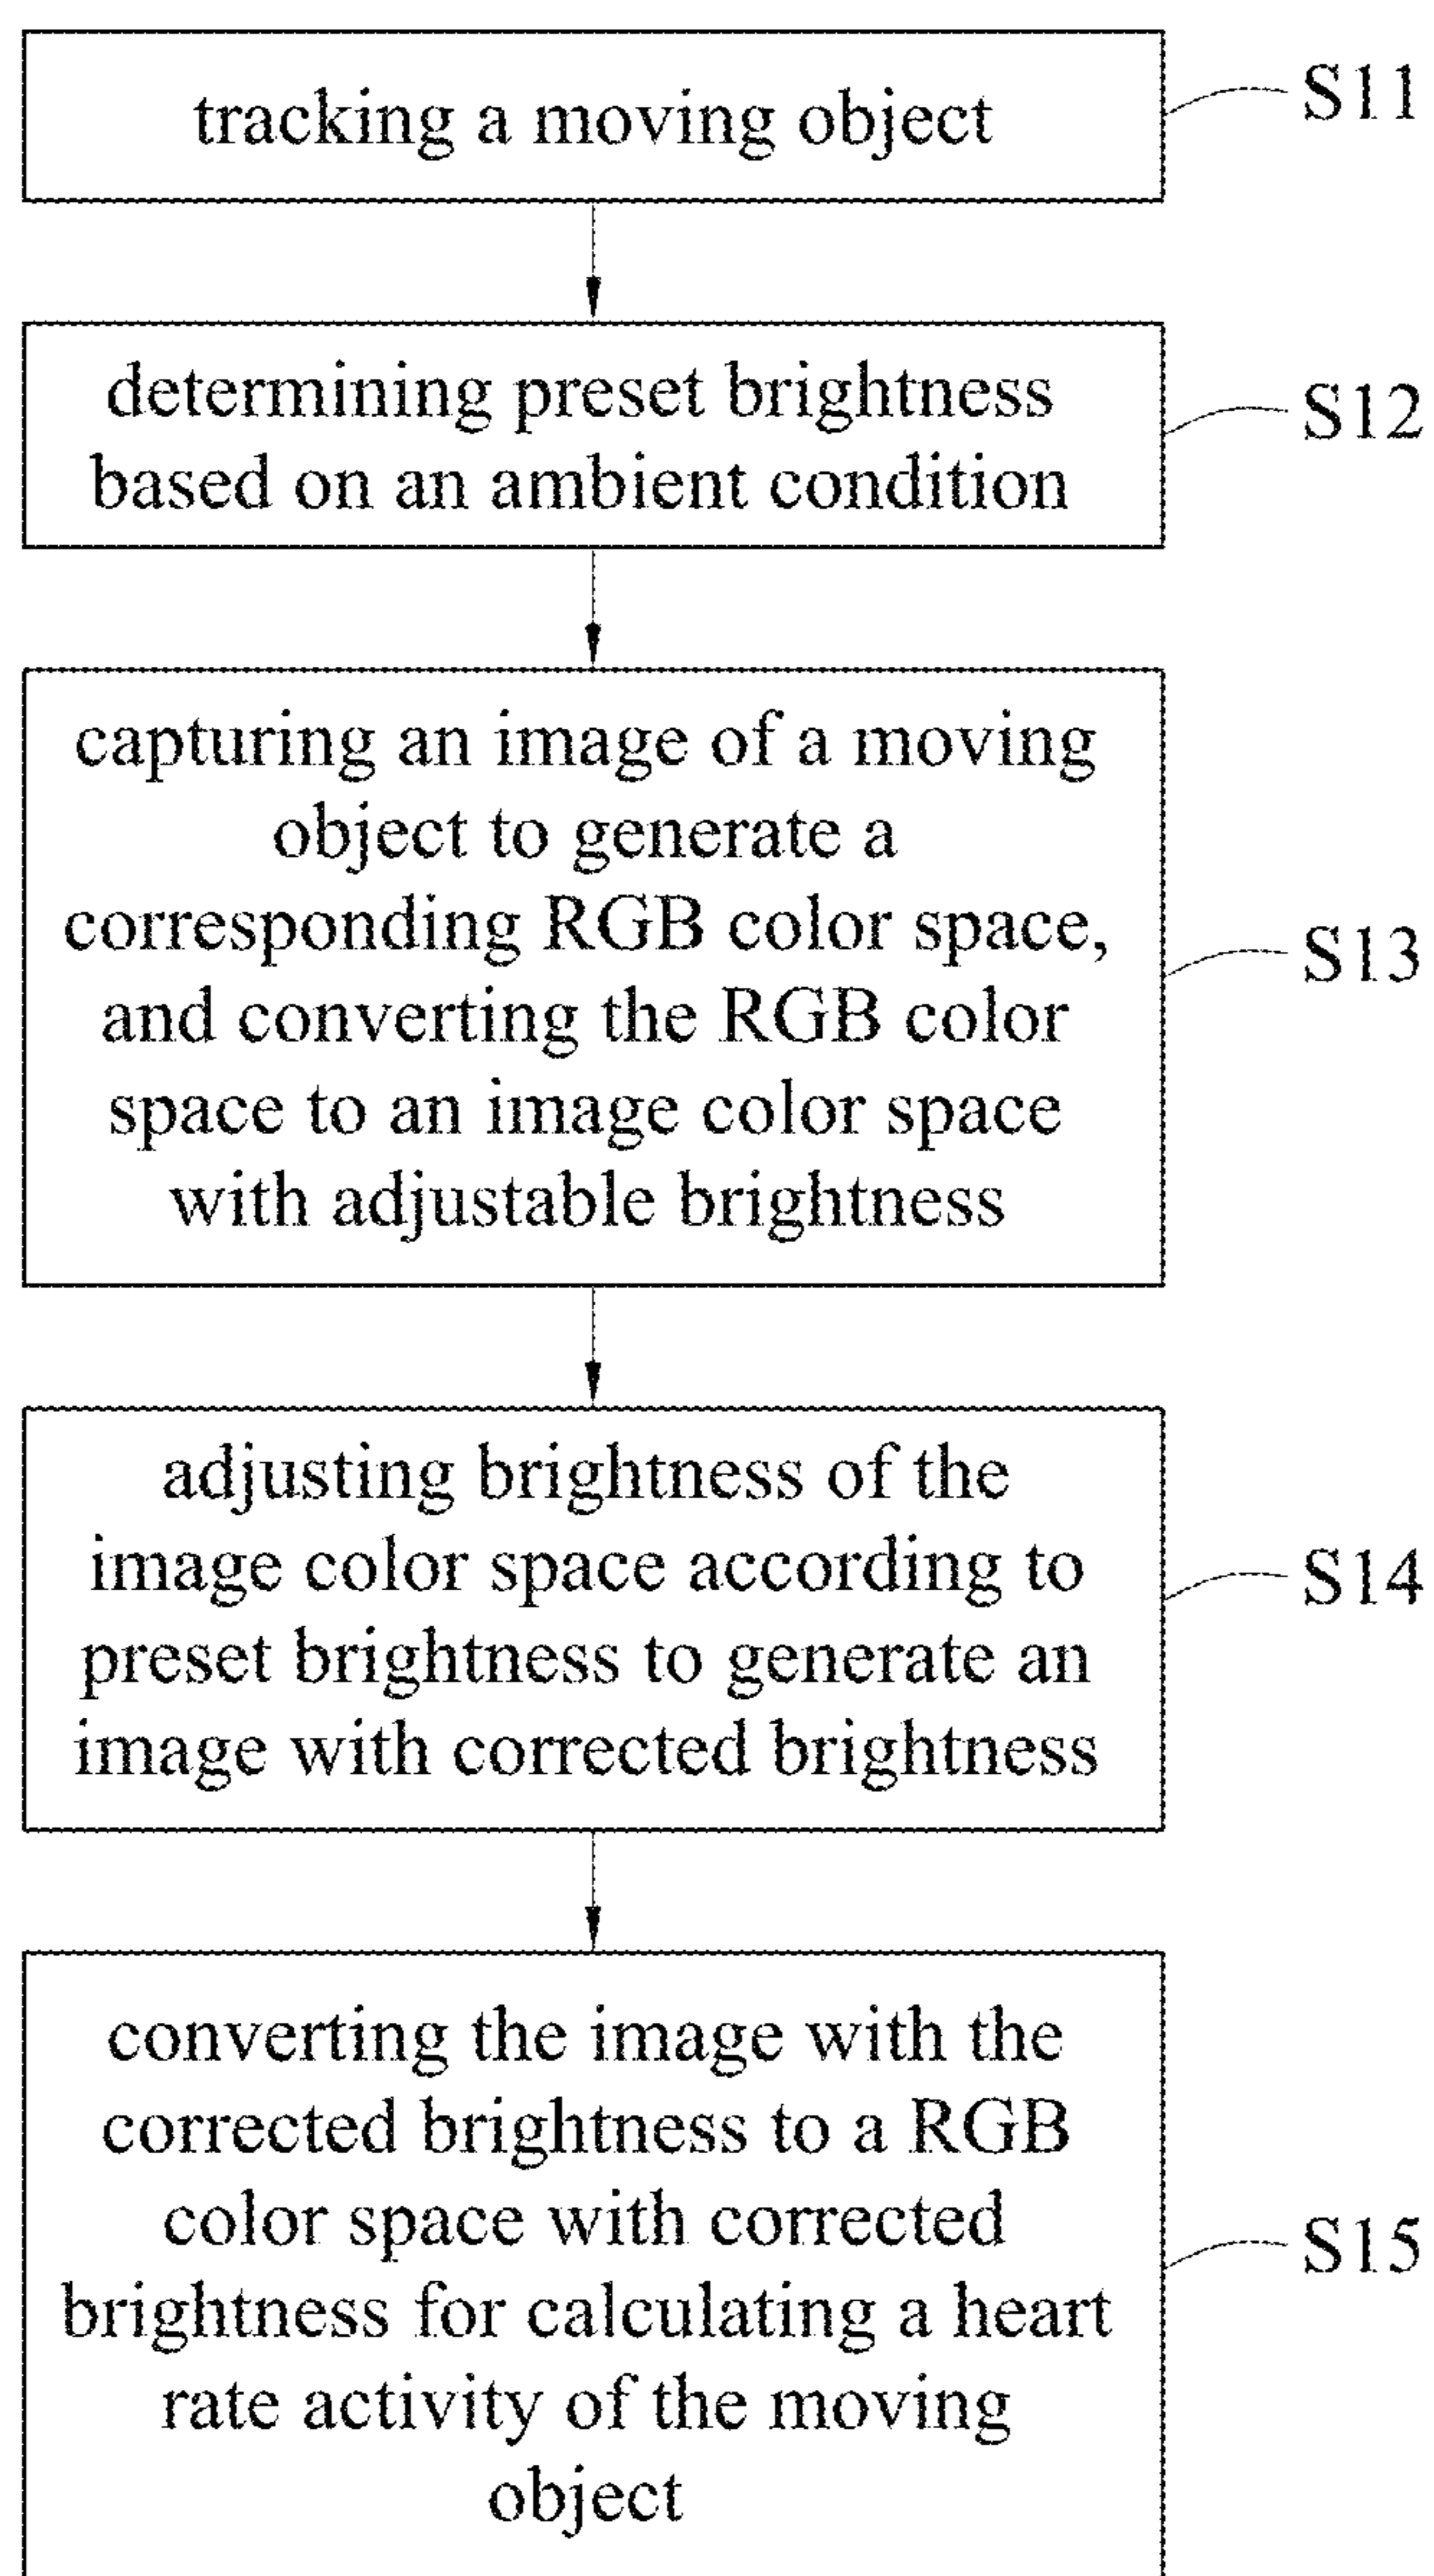 tracking a moving object
S11
determining preset brightness
based on an ambient condition
S12
capturing an image of a moving
object to generate a
corresponding RGB color space,
and converting the RGB color
space to an image color space
with adjustable brightness
S13
adjusting brightness of the
image color space according to
preset brightness to generate an
image with corrected brightness
S14
converting the image with the
corrected brightness to a RGB
color space with corrected
brightness for calculating a heart
rate activity of the moving
object
S15